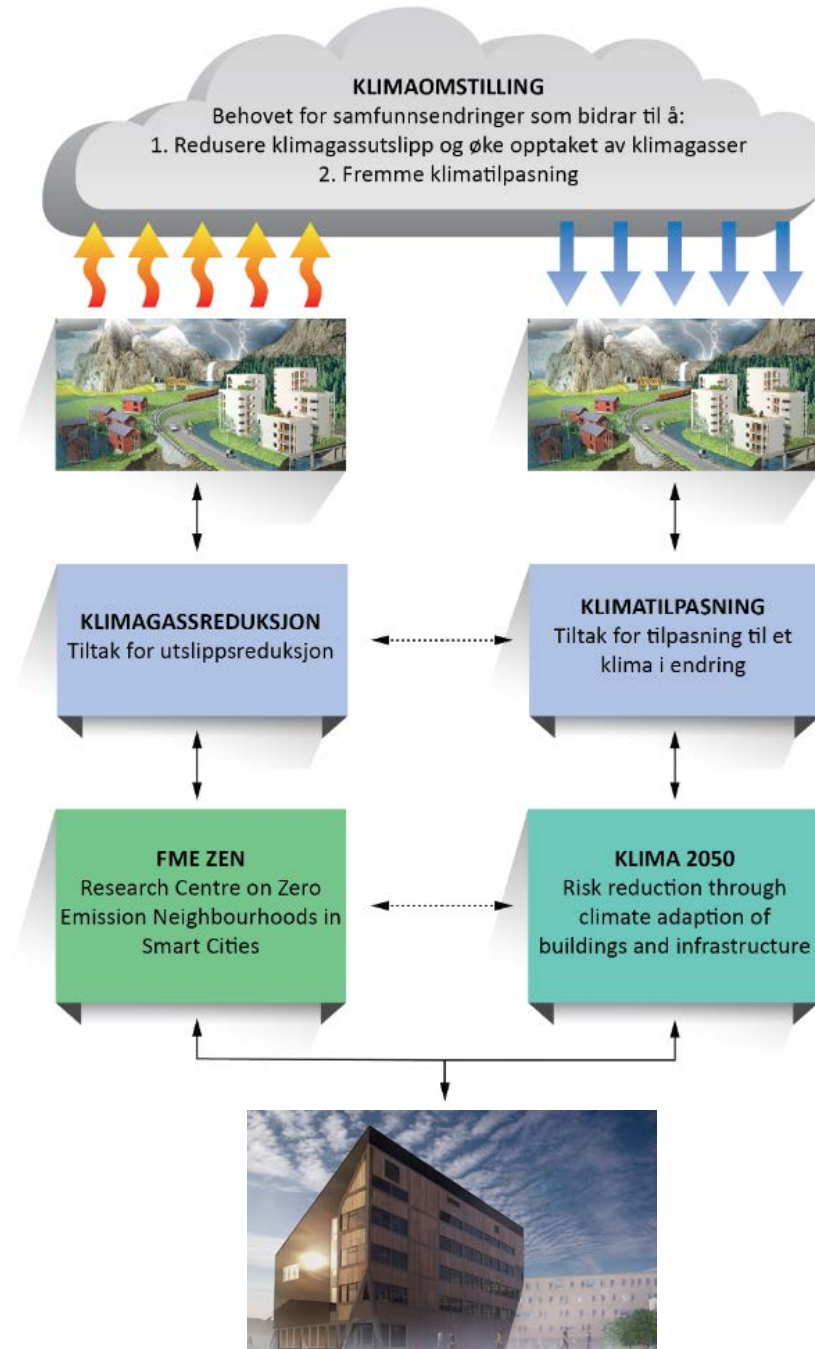 KLIMAOMSTILLING
Behovet for samfunnsendringer som bidrar til å:
1. Redusere klimagassutslipp og øke opptaket av klimagasser
2. Fremme klimatilpasning
KLIMAGASSREDUKSJON
Tiltak for utslippsreduksjon
KLIMATILPASNING
Tiltak for tilpasning til et
klima i endring
FME ZEN
Research Centre on Zero
Emission Neighbourhoods in
Smart Cities
KLIMA 2050
Risk reduction through
climate adaption of
buildings and infrastructure